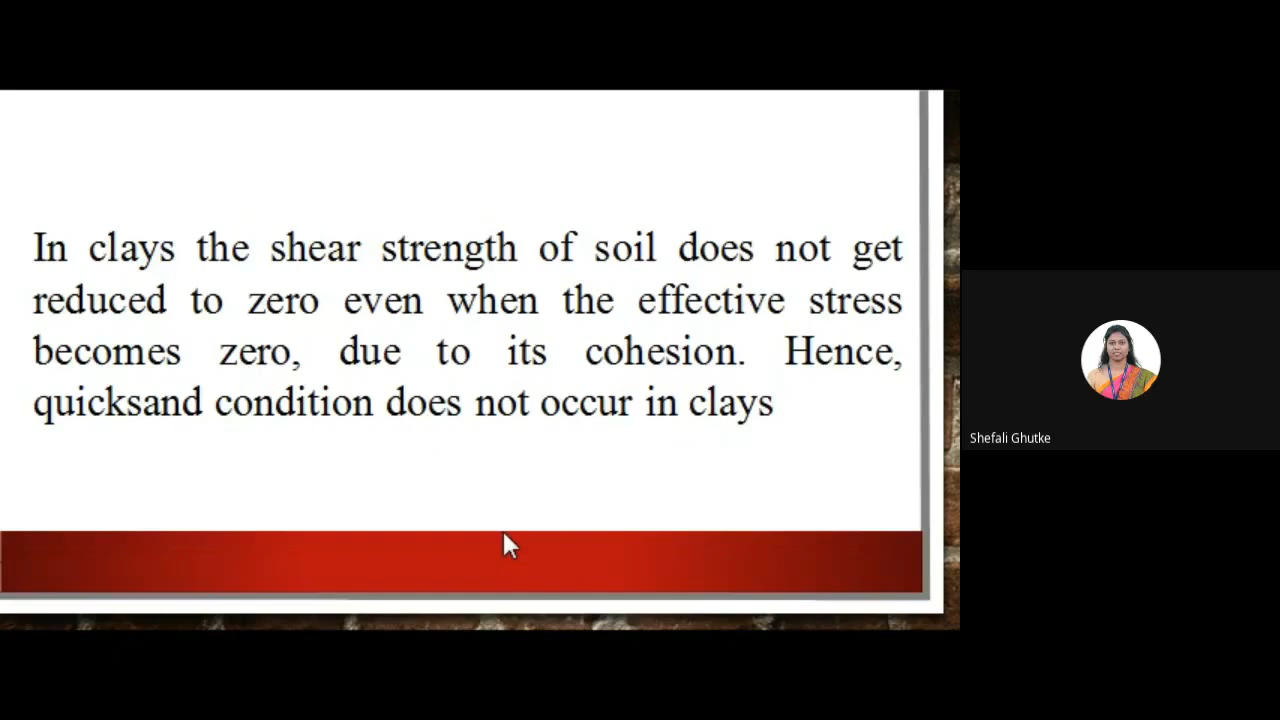 In clays the shear strength of soil does not get
reduced to zero even when the effective stress
becomes zero, due to its cohesion. Hence,
quicksand condition does not occur in clays
Shefali Ghutke